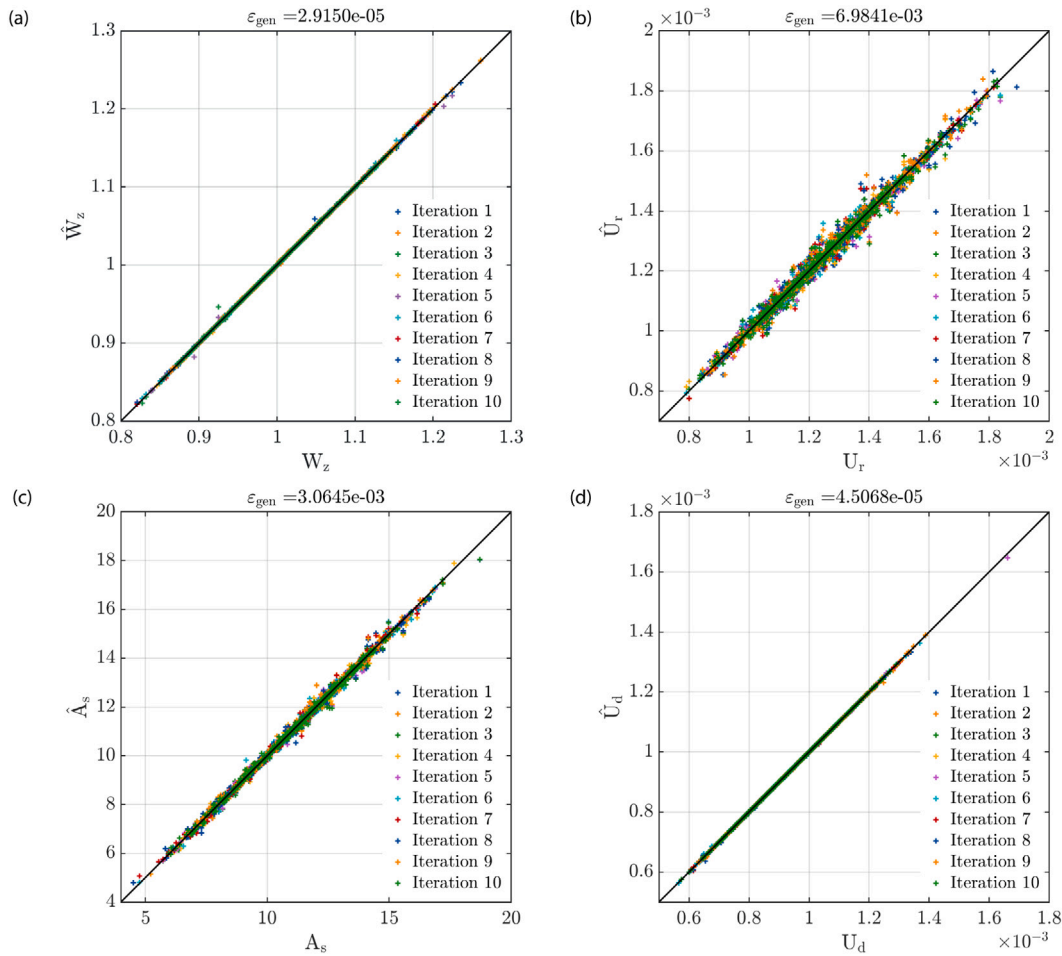 (a)
ε_gen =2.9150e-05
1.3
1.2
1.1
1
0.9
0.8
Ŵ_z
0.8 0.9 1 1.1 1.2 1.3
W_z
Iteration 1
Iteration 2
Iteration 3
Iteration 4
Iteration 5
Iteration 6
Iteration 7
Iteration 8
Iteration 9
Iteration 10
(b)
×10⁻³ ε_gen =6.9841e-03
2
1.8
1.6
1.4
1.2
1
0.8
Û_r
0.8 1 1.2 1.4 1.6 1.8 2
U_r ×10⁻³
Iteration 1
Iteration 2
Iteration 3
Iteration 4
Iteration 5
Iteration 6
Iteration 7
Iteration 8
Iteration 9
Iteration 10
(c)
ε_gen =3.0645e-03
20
18
16
14
12
10
8
6
4
Â_s
5 10 15 20
A_s
Iteration 1
Iteration 2
Iteration 3
Iteration 4
Iteration 5
Iteration 6
Iteration 7
Iteration 8
Iteration 9
Iteration 10
(d)
×10⁻³ ε_gen =4.5068e-05
1.8
1.6
1.4
1.2
1
0.8
0.6
Û_d
0.6 0.8 1 1.2 1.4 1.6 1.8
U_d ×10⁻³
Iteration 1
Iteration 2
Iteration 3
Iteration 4
Iteration 5
Iteration 6
Iteration 7
Iteration 8
Iteration 9
Iteration 10